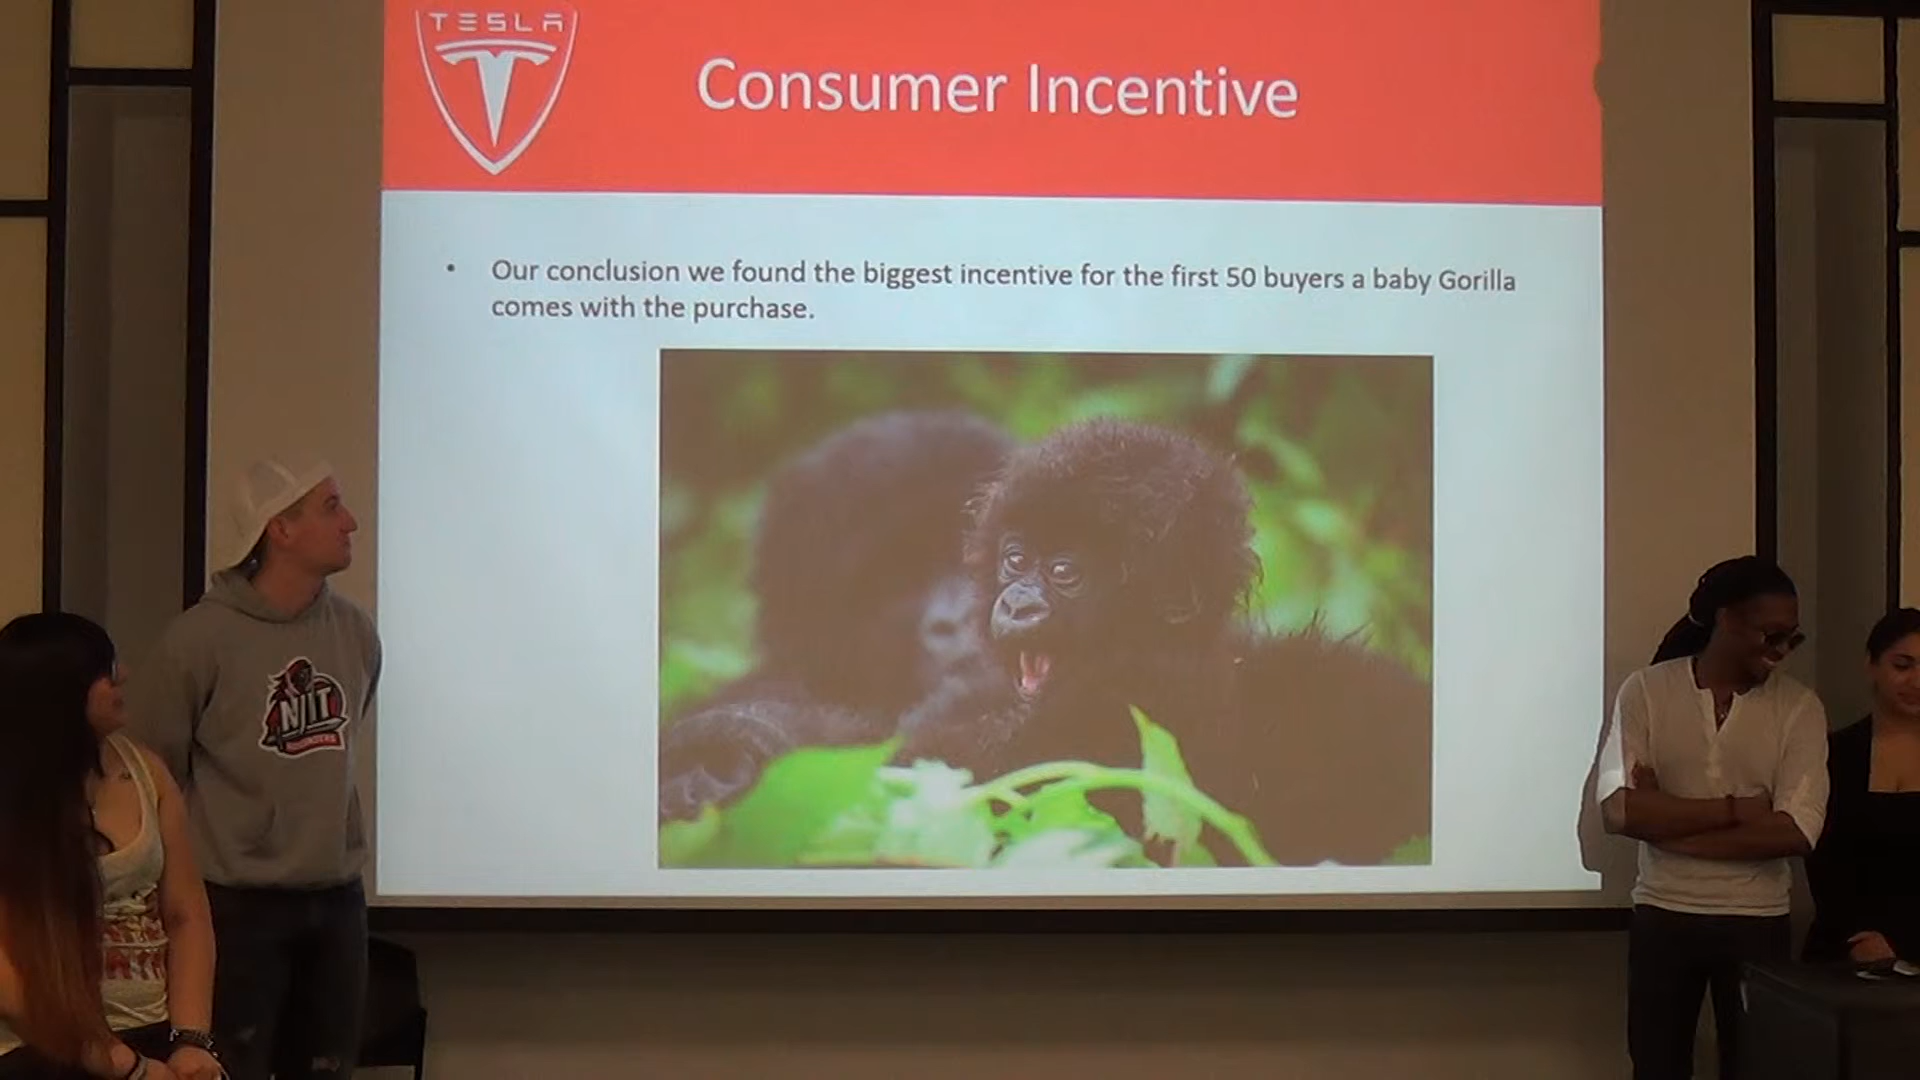 TESLA
Consumer Incentive
• Our conclusion we found the biggest incentive for the first 50 buyers a baby Gorilla
comes with the purchase.
NJIT